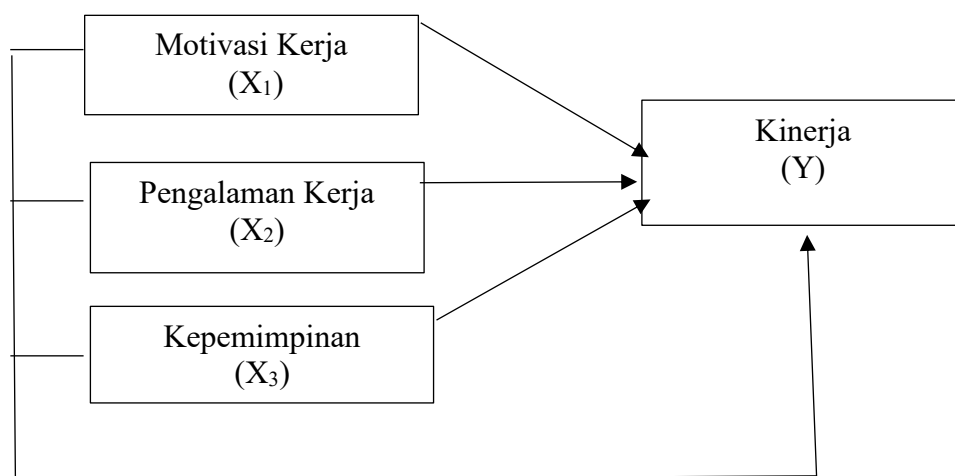 Motivasi Kerja
(X₁)
Kinerja
(Y)
Pengalaman Kerja
(X₂)
Kepemimpinan
(X₃)